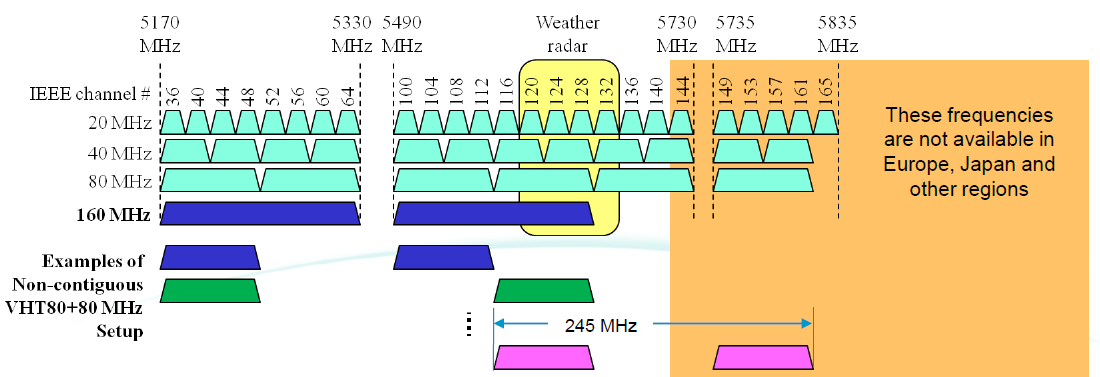 5170 MHz
5330 MHz
5490 MHz
Weather radar
5730 MHz
5735 MHz
5835 MHz
IEEE channel #
36 40 44 48 52 56 60 64 100 104 108 112 116 120 124 128 132 136 140 144 149 153 157 161 165
20 MHz
40 MHz
80 MHz
160 MHz
These frequencies
are not available in
Europe, Japan and
other regions
Examples of
Non-contiguous
VHT80+80 MHz
Setup
245 MHz